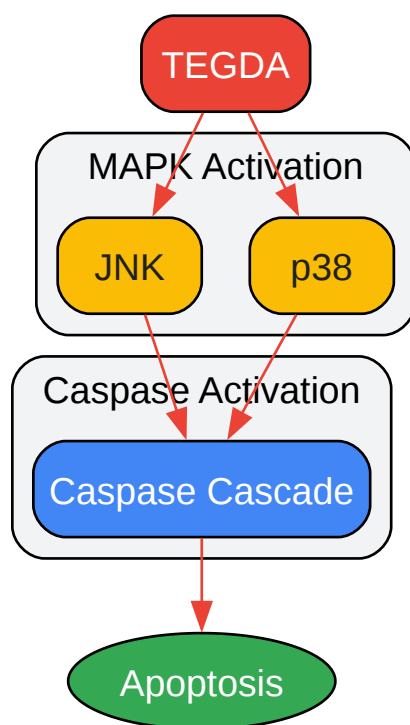 TEGDA
MAPK Activation
JNK
p38
Caspase Activation
Caspase Cascade
Apoptosis